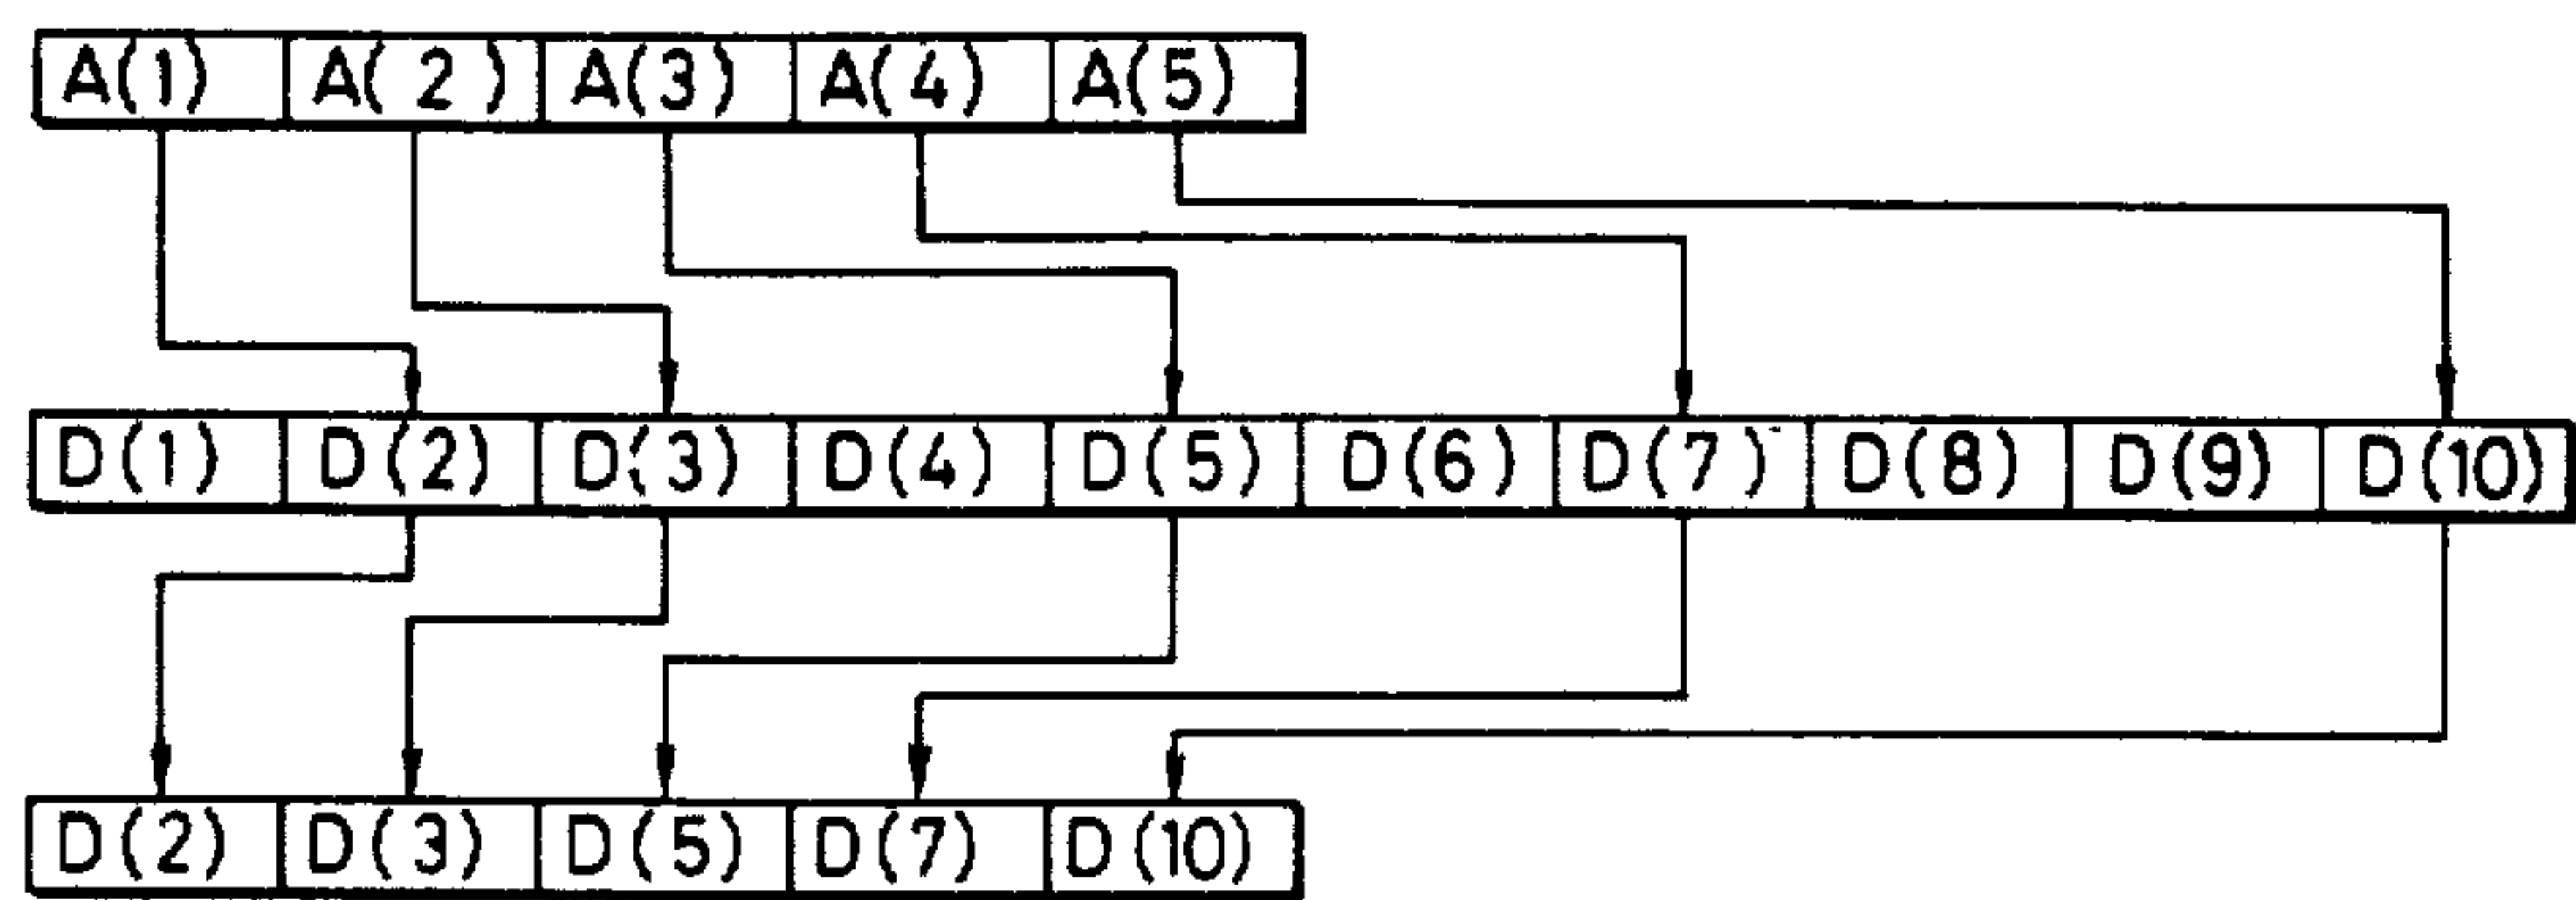 A(1) A(2) A(3) A(4) A(5)
D(1) D(2) D(3) D(4) D(5) D(6) D(7) D(8) D(9) D(10)
D(2) D(3) D(5) D(7) D(10)